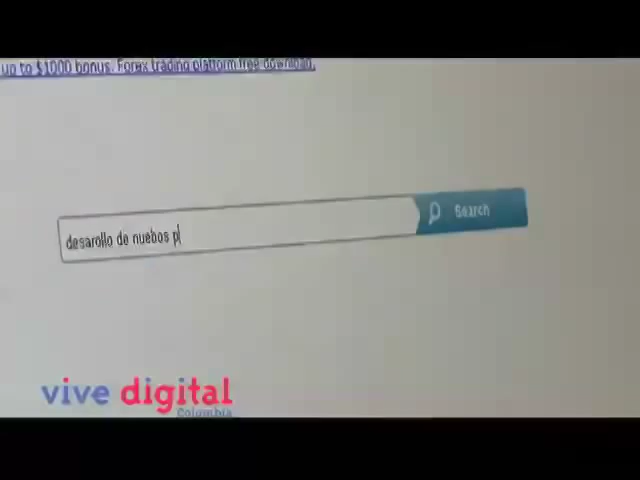 up to $1000 bonus. Forex trading platform free download.
desarollo de nuebos p
Search
vive digital
Colombia